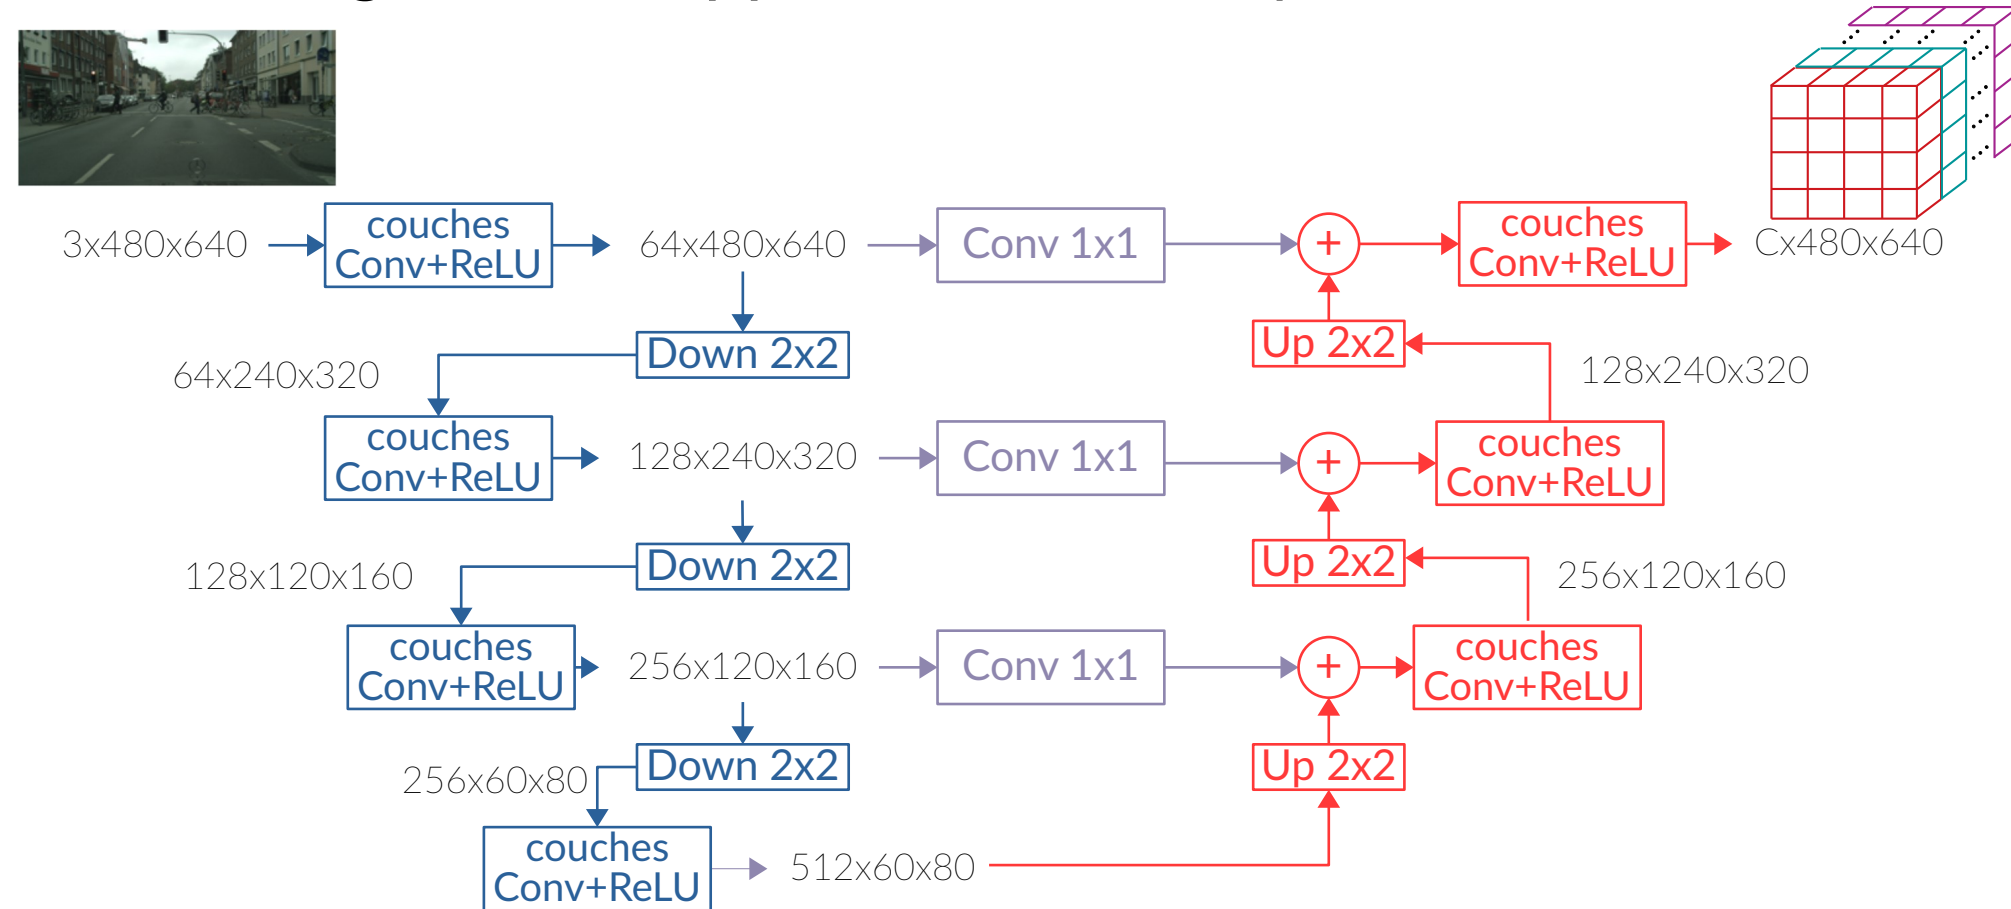 3x480x640
couches
Conv+ReLU
64x480x640
Conv 1x1
+
couches
Conv+ReLU
Cx480x640
Down 2x2
Up 2x2
64x240x320
128x240x320
couches
Conv+ReLU
128x240x320
Conv 1x1
+
couches
Conv+ReLU
Down 2x2
Up 2x2
128x120x160
256x120x160
couches
Conv+ReLU
256x120x160
Conv 1x1
+
couches
Conv+ReLU
Down 2x2
Up 2x2
256x60x80
couches
Conv+ReLU
512x60x80